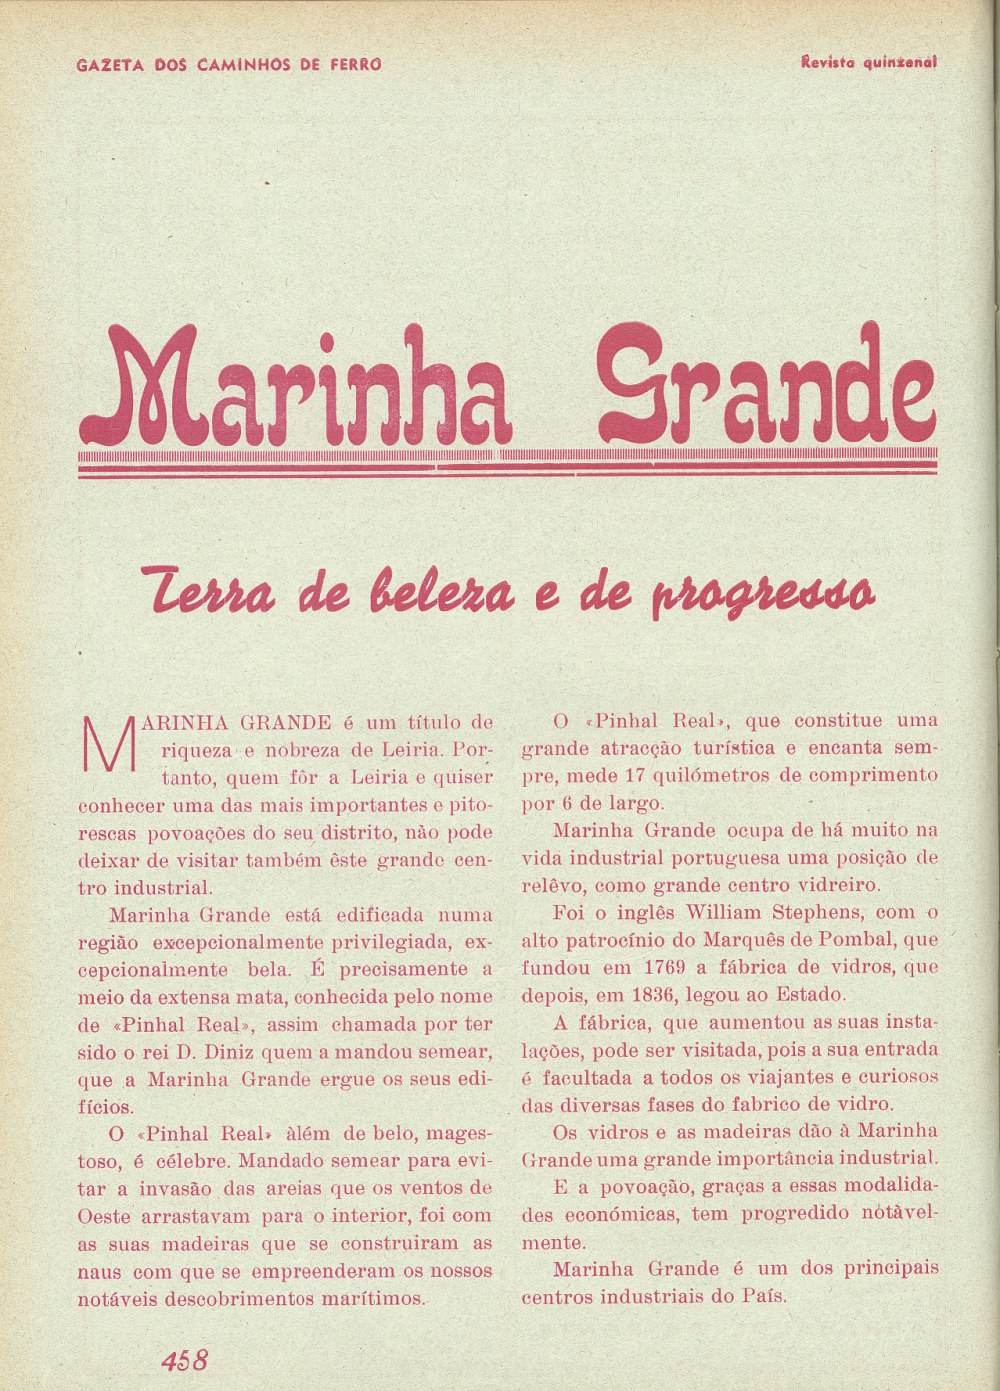 GAZETA DOS CAMINHOS DE FERRO
Revista quinzenal
Marinha Grande
Terra de beleza e de progresso
MARINHA GRANDE é um título de
riqueza e nobreza de Leiria. Por-
tanto, quem fôr a Leiria e quiser
conhecer uma das mais importantes e pito-
rescas povoações do seu distrito, não pode
deixar de visitar também êste grande cen-
tro industrial.
Marinha Grande está edificada numa
região excepcionalmente privilegiada, ex-
cepcionalmente bela. É precisamente a
meio da extensa mata, conhecida pelo nome
de «Pinhal Real», assim chamada por ter
sido o rei D. Diniz quem a mandou semear,
que a Marinha Grande ergue os seus edi-
fícios.
O «Pinhal Real» àlém de belo, mages-
toso, é célebre. Mandado semear para evi-
tar a invasão das areias que os ventos de
Oeste arrastavam para o interior, foi com
as suas madeiras que se construiram as
naus com que se empreenderam os nossos
notáveis descobrimentos marítimos.
O «Pinhal Real», que constitue uma
grande atracção turística e encanta sem-
pre, mede 17 quilómetros de comprimento
por 6 de largo.
Marinha Grande ocupa de há muito na
vida industrial portuguesa uma posição de
relêvo, como grande centro vidreiro.
Foi o inglês William Stephens, com o
alto patrocínio do Marquês de Pombal, que
fundou em 1769 a fábrica de vidros, que
depois, em 1836, legou ao Estado.
A fábrica, que aumentou as suas insta-
lações, pode ser visitada, pois a sua entrada
é facultada a todos os viajantes e curiosos
das diversas fases do fabrico de vidro.
Os vidros e as madeiras dão à Marinha
Grande uma grande importância industrial.
E a povoação, graças a essas modalida-
des económicas, tem progredido nòtàvel-
mente.
Marinha Grande é um dos principais
centros industriais do País.
458